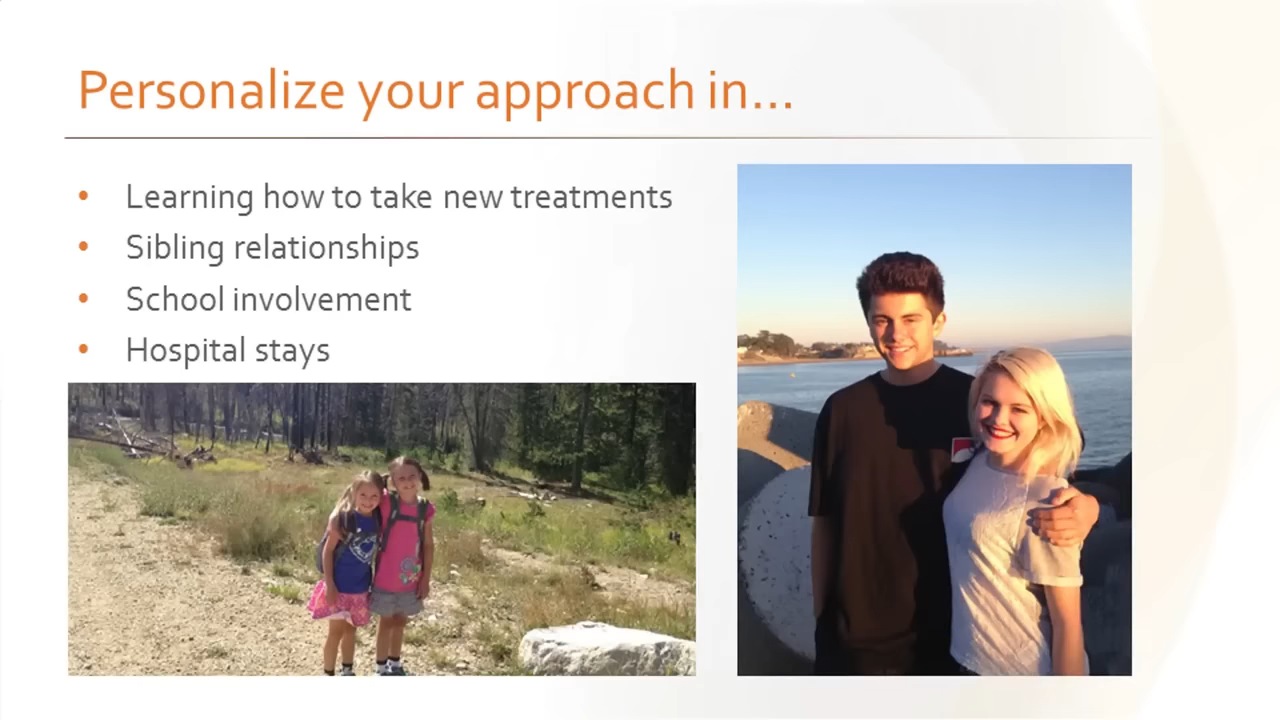 Personalize your approach in...
• Learning how to take new treatments
• Sibling relationships
• School involvement
• Hospital stays